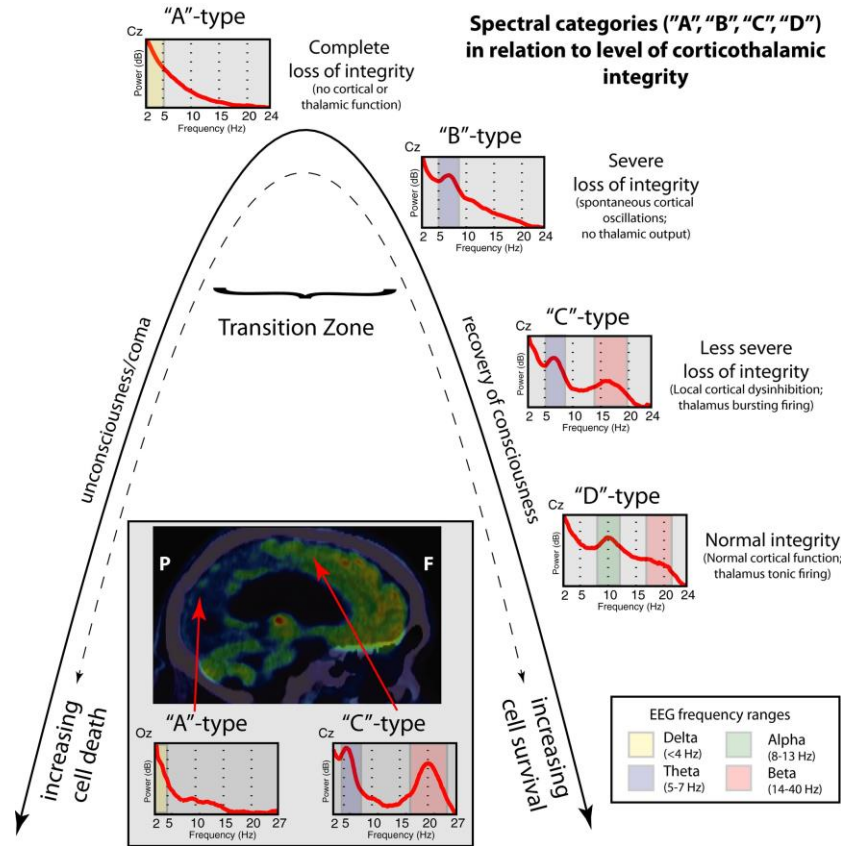 Spectral categories ("A", "B", "C", "D")
in relation to level of corticothalamic
integrity
"A"-type
Cz
Power (dB)
2 5 10 15 20 24
Frequency (Hz)
Complete
loss of integrity
(no cortical or
thalamic function)
"B"-type
Cz
Power (dB)
2 5 10 15 20 24
Frequency (Hz)
Severe
loss of integrity
(spontaneous cortical
oscillations;
no thalamic output)
Transition Zone
unconsciousness/coma
recovery of consciousness
"C"-type
Cz
Power (dB)
2 5 10 15 20 24
Frequency (Hz)
Less severe
loss of integrity
(Local cortical dysinhibition;
thalamus bursting firing)
"D"-type
Cz
Power (dB)
2 5 10 15 20 24
Frequency (Hz)
Normal integrity
(Normal cortical function;
thalamus tonic firing)
P
F
"A"-type
Oz
Power (dB)
2 5 10 15 20 27
Frequency (Hz)
"C"-type
Cz
Power (dB)
2 5 10 15 20 27
Frequency (Hz)
increasing
cell death
increasing
cell survival
EEG frequency ranges
Delta
(<4 Hz)
Alpha
(8-13 Hz)
Theta
(5-7 Hz)
Beta
(14-40 Hz)